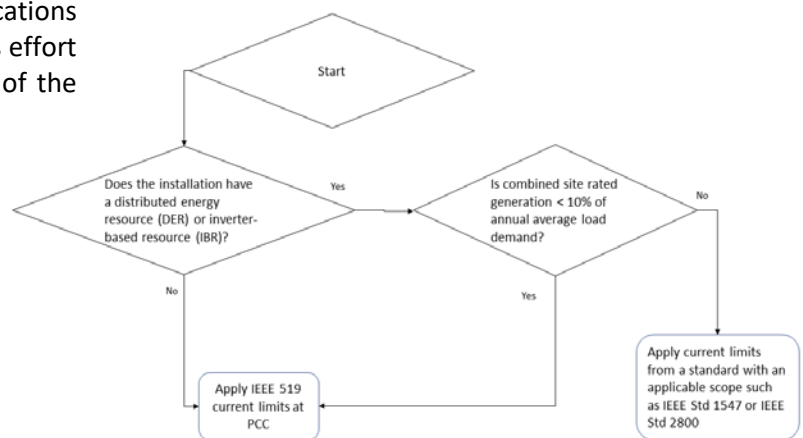 cations
effort
of the
Start
Does the installation have
a distributed energy
resource (DER) or inverter-
based resource (IBR)?
Yes
Is combined site rated
generation < 10% of
annual average load
demand?
No
No
Yes
Apply IEEE 519
current limits at
PCC
Apply current limits
from a standard with an
applicable scope such
as IEEE Std 1547 or IEEE
Std 2800